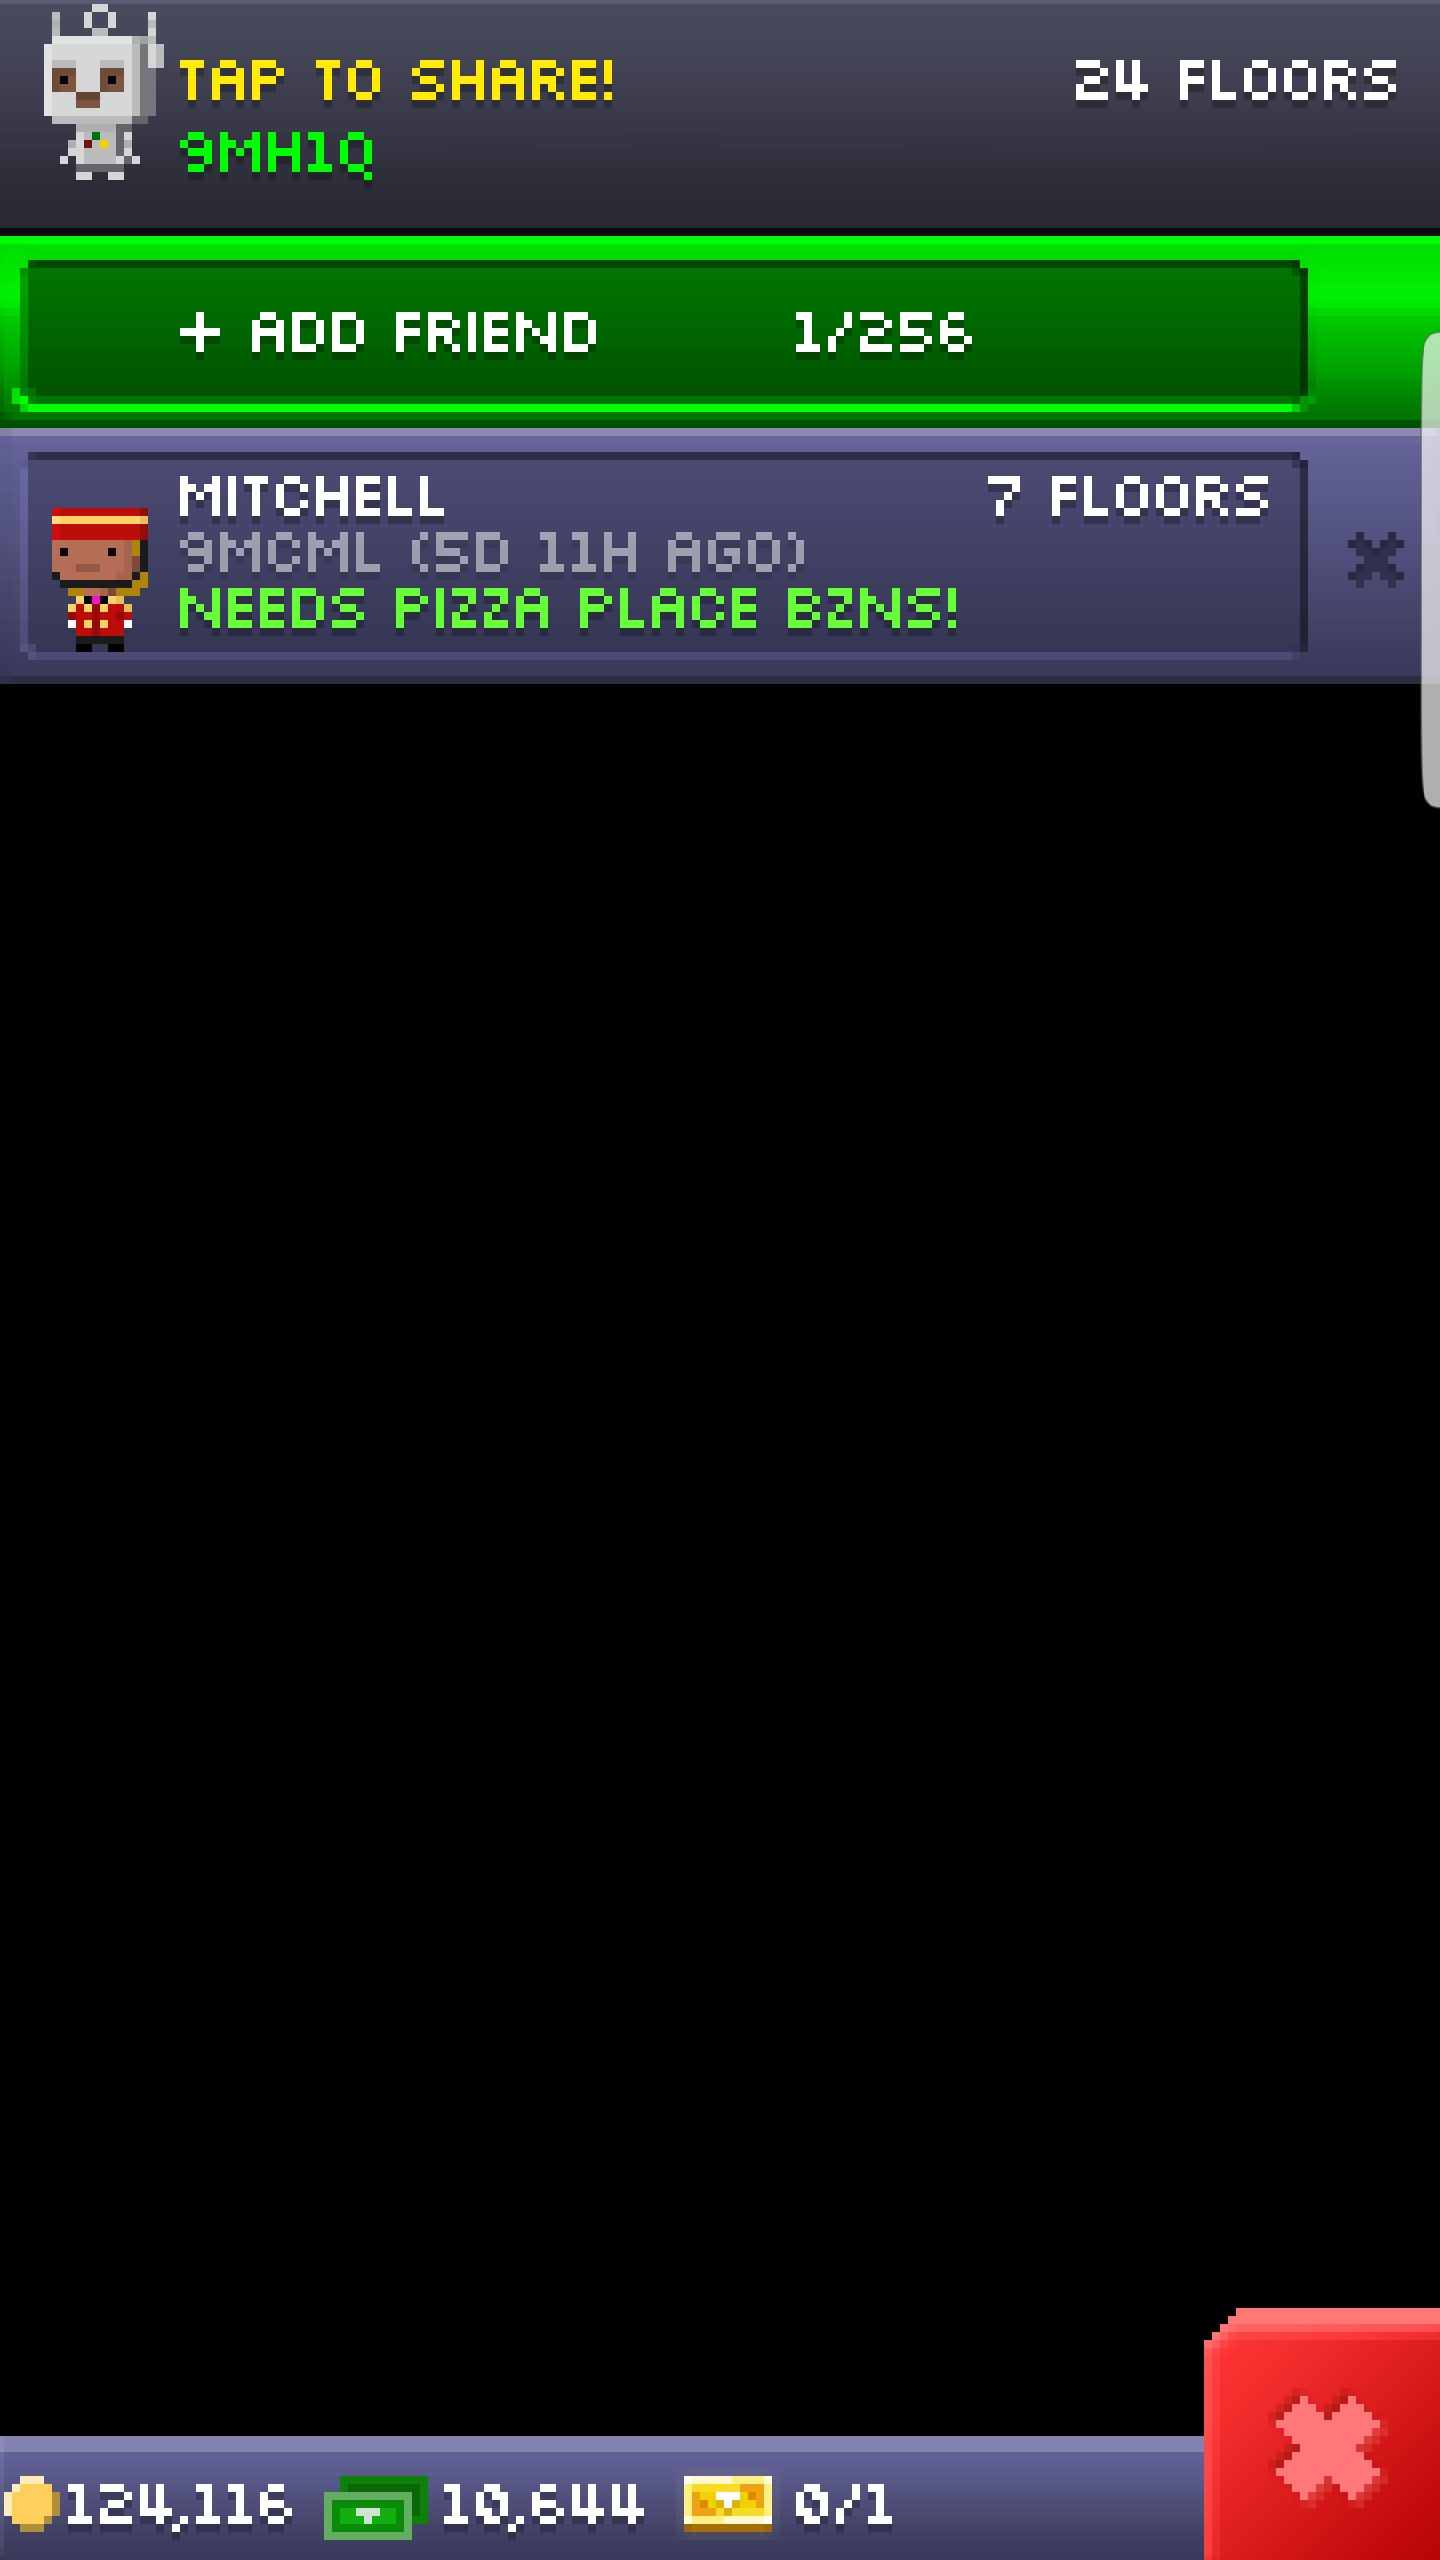 TAP TO SHARE!
24 FLOORS
9MH1Q
+ ADD FRIEND 1/256
MITCHELL 7 FLOORS
9MCML (5D 11H AGO)
NEEDS PIZZA PLACE BZNS!
124,116 10,644 0/1